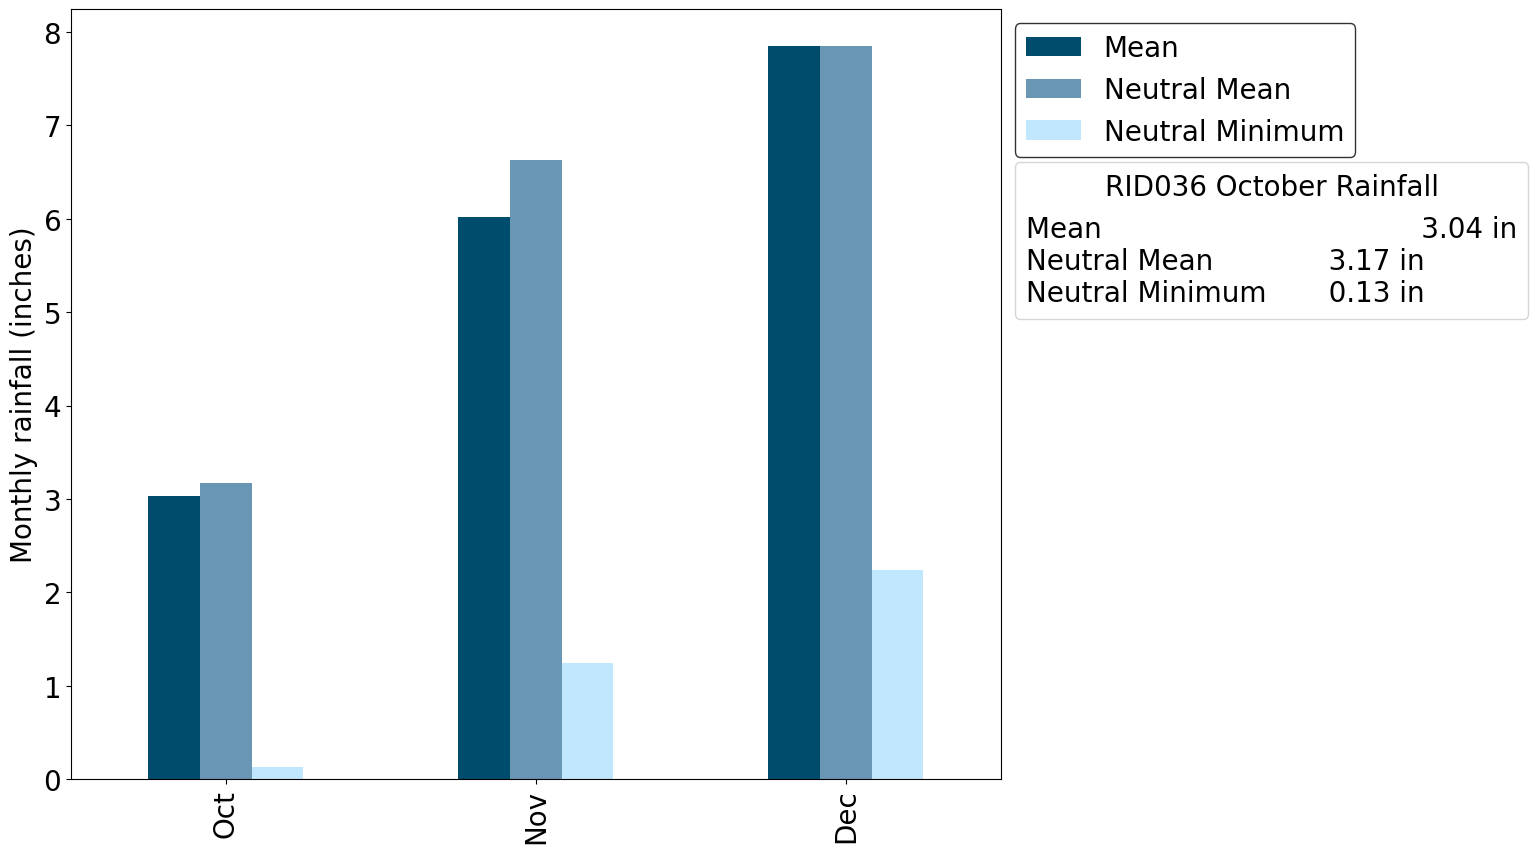 8
7
6
5
4
3
2
1
0
Monthly rainfall (inches)
Oct
Nov
Dec
Mean
Neutral Mean
Neutral Minimum
RID036 October Rainfall
Mean 3.04 in
Neutral Mean 3.17 in
Neutral Minimum 0.13 in